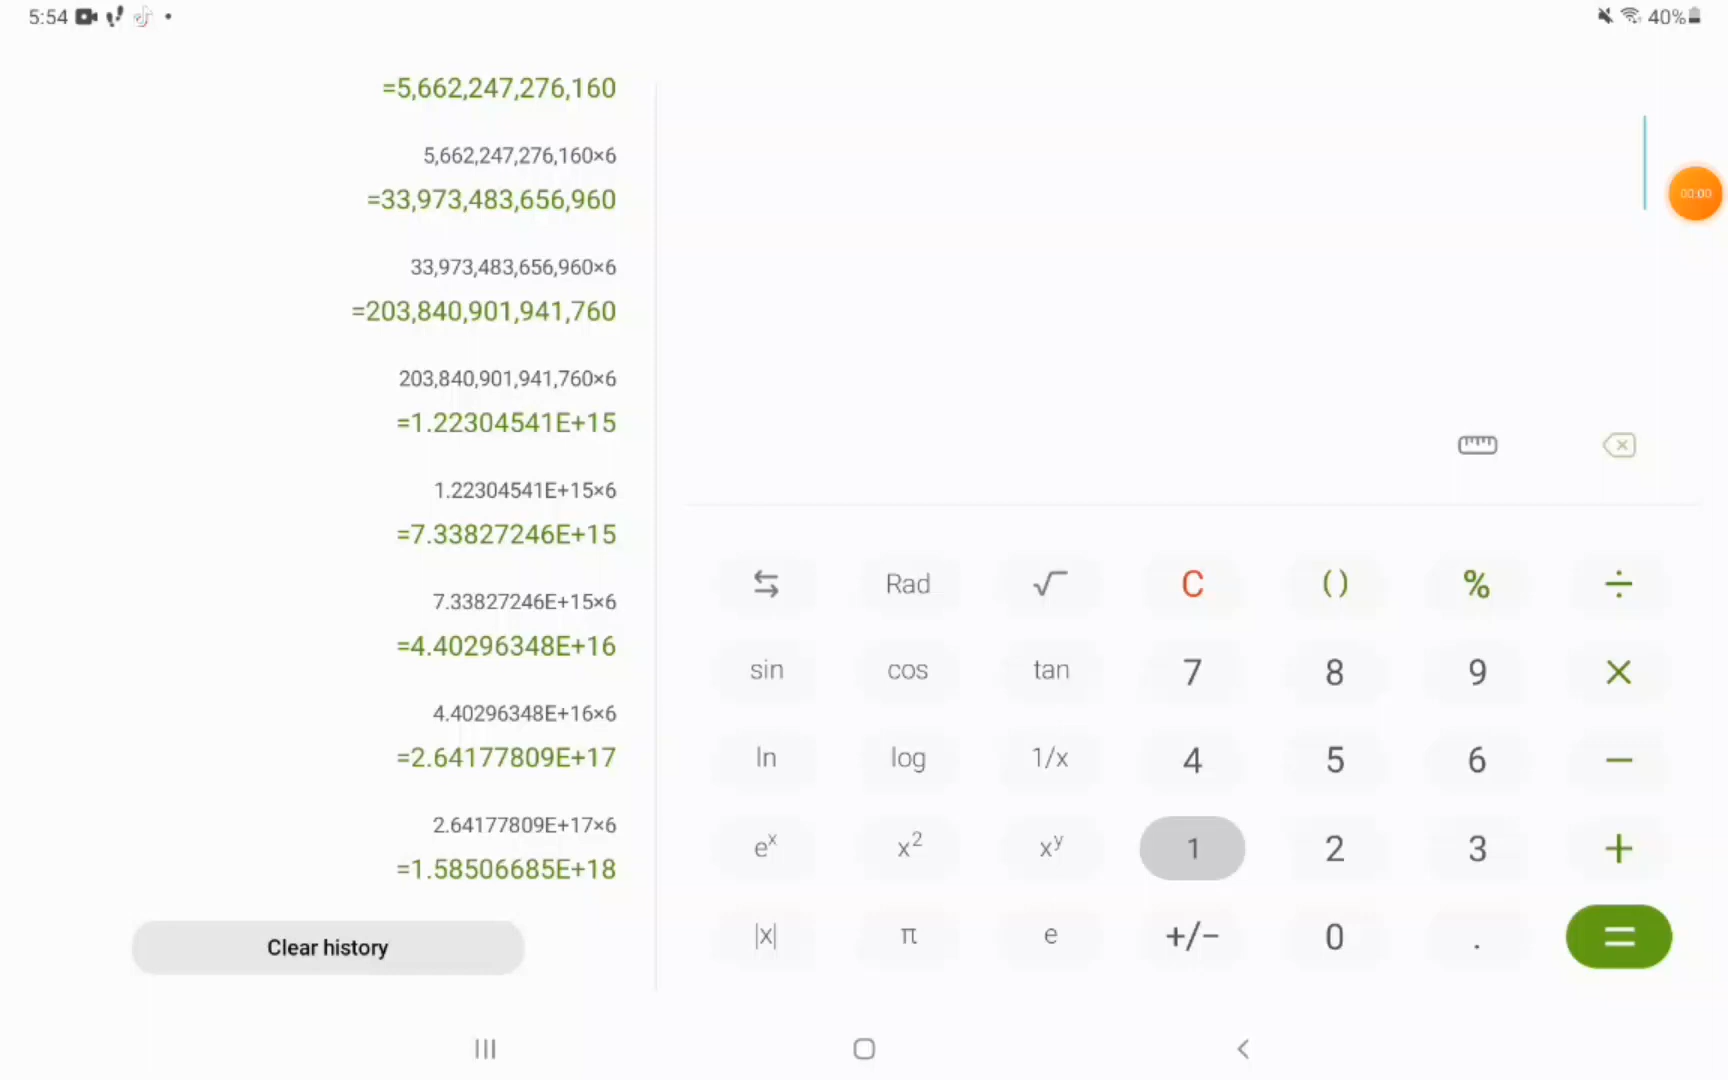 5:54
40%
=5,662,247,276,160
5,662,247,276,160×6
=33,973,483,656,960
33,973,483,656,960×6
=203,840,901,941,760
203,840,901,941,760×6
=1.22304541E+15
1.22304541E+15×6
=7.33827246E+15
7.33827246E+15×6
=4.40296348E+16
4.40296348E+16×6
=2.64177809E+17
2.64177809E+17×6
=1.58506685E+18
Clear history
00:00
Rad √ C () % ÷
sin cos tan 7 8 9 ×
ln log 1/x 4 5 6 −
eˣ x² xʸ 1 2 3 +
|x| π e +/− 0 . =